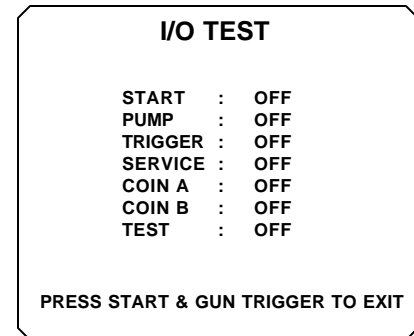 I/O TEST
START : OFF
PUMP : OFF
TRIGGER : OFF
SERVICE : OFF
COIN A : OFF
COIN B : OFF
TEST : OFF
PRESS START & GUN TRIGGER TO EXIT